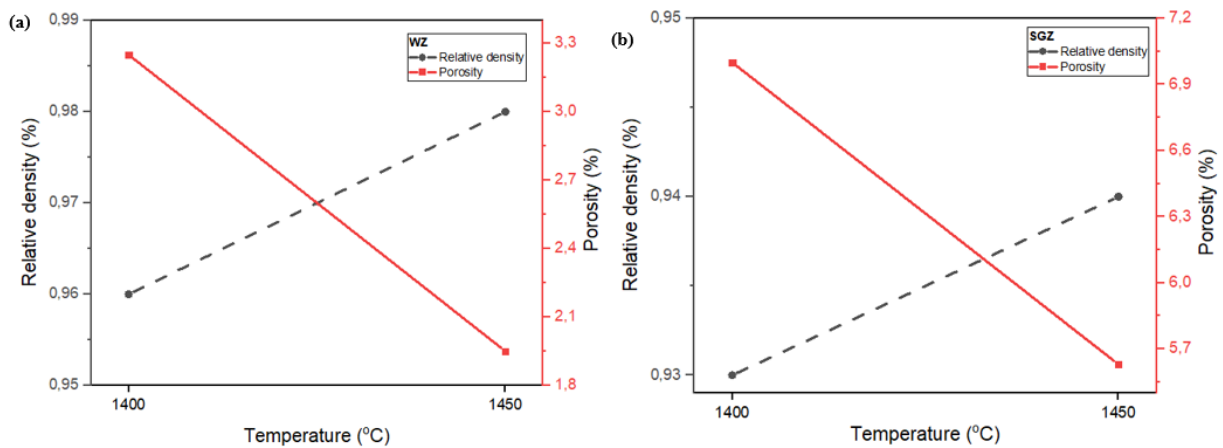 (a)
WZ
Relative density
Porosity
Relative density (%)
0,99
0,98
0,97
0,96
0,95
3,3
3,0
2,7
2,4
2,1
1,8
Porosity (%)
1400
1450
Temperature (°C)
(b)
SGZ
Relative density
Porosity
Relative density (%)
0,95
0,94
0,93
7,2
6,9
6,6
6,3
6,0
5,7
Porosity (%)
1400
1450
Temperature (°C)